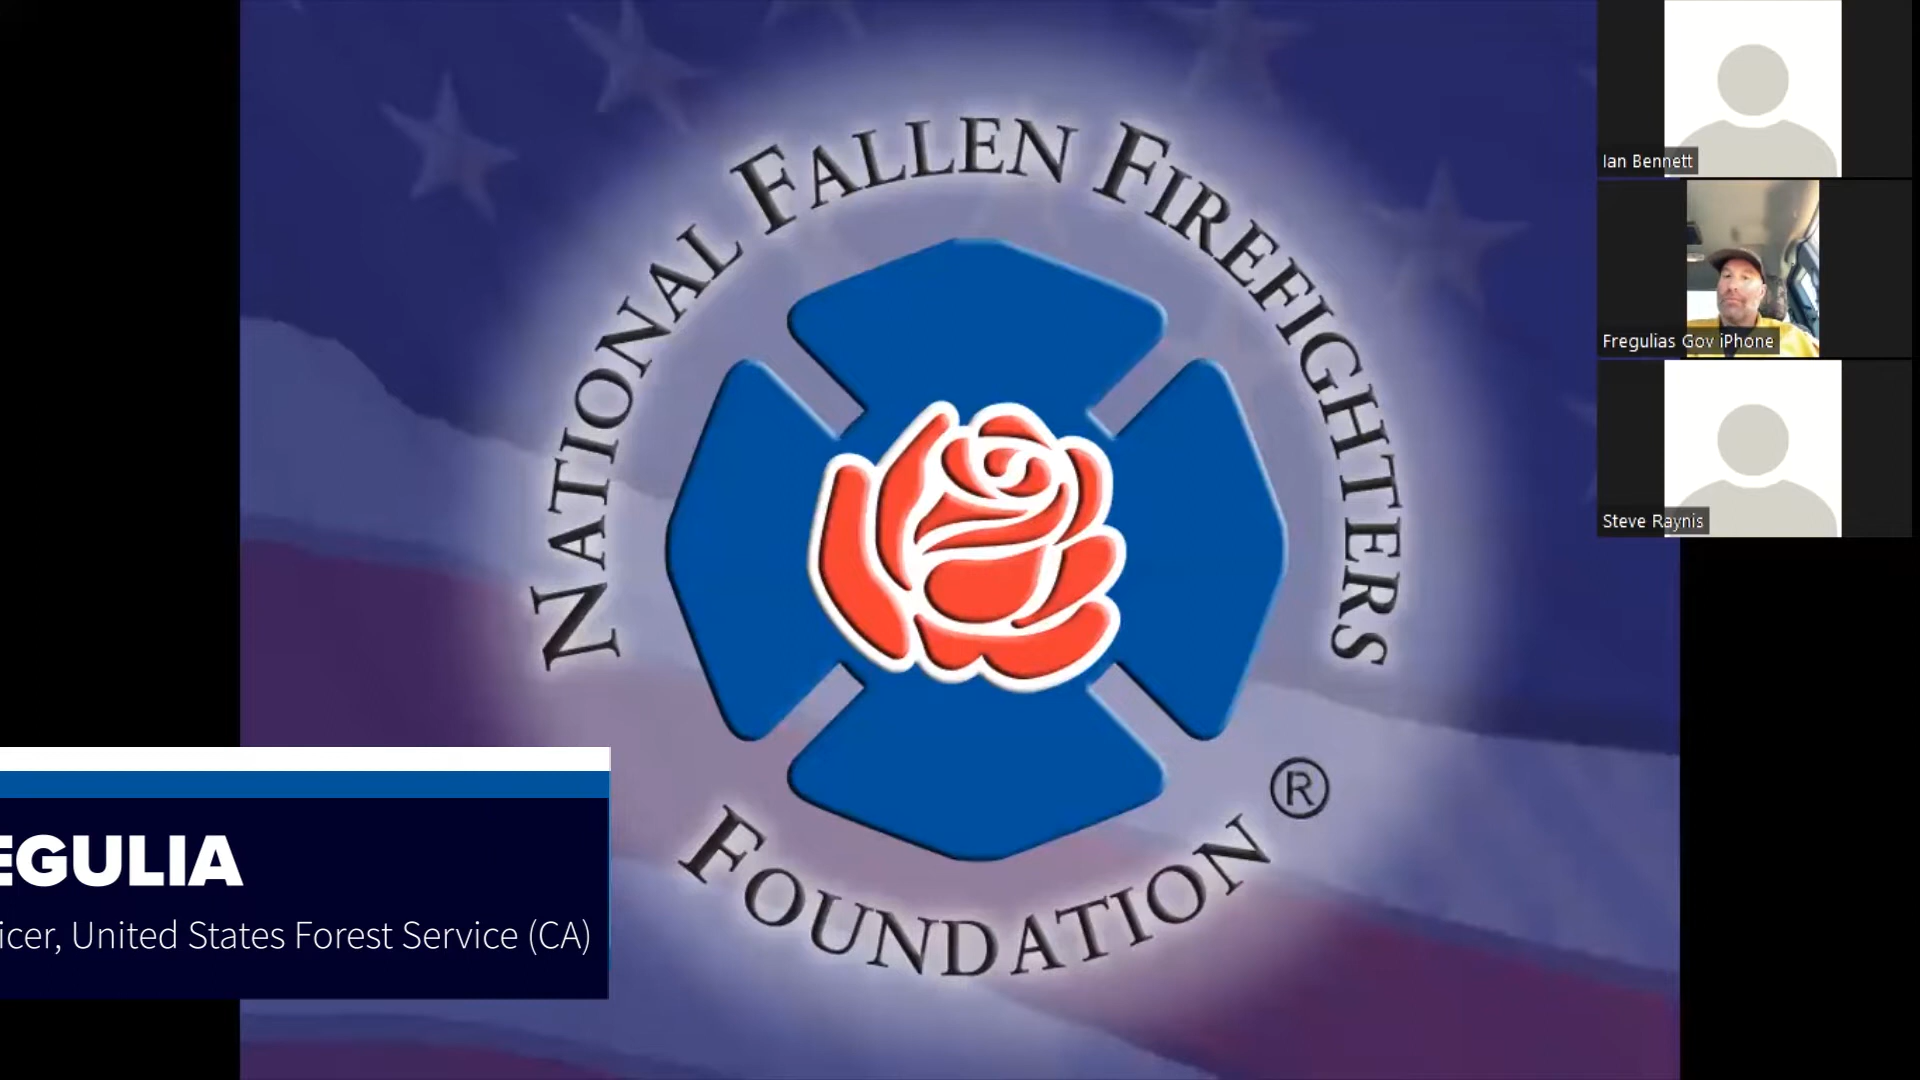 NATIONAL FALLEN FIREFIGHTERS
FOUNDATION ®
Ian Bennett
Fregulias Gov iPhone
Steve Raynis
EGULIA
icer, United States Forest Service (CA)